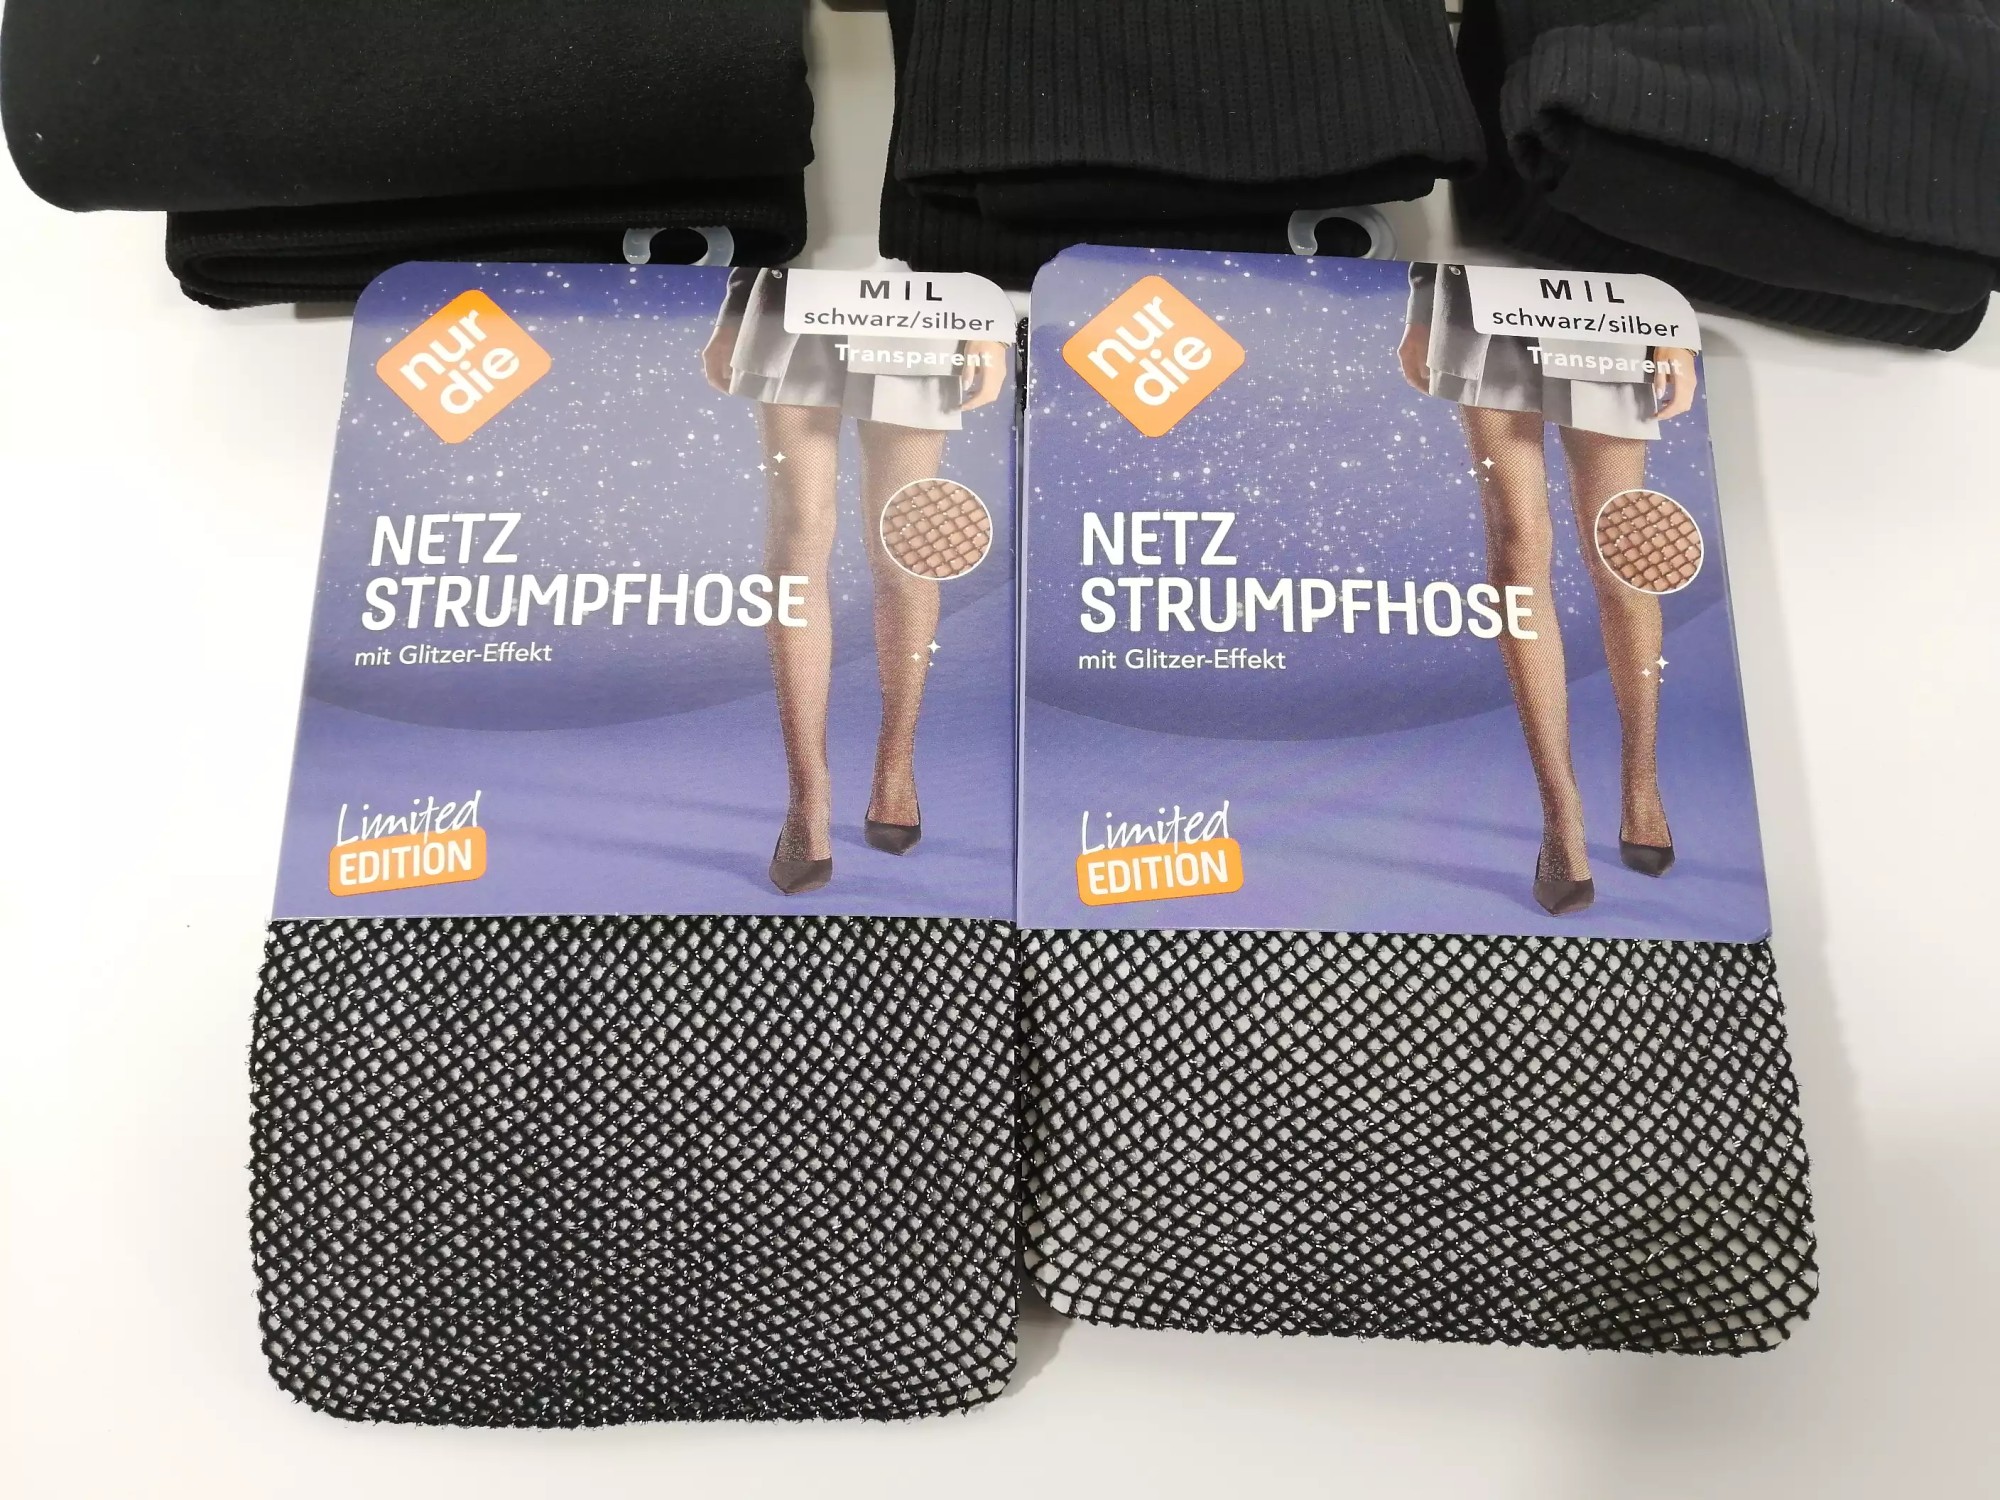 nur
die
M | L
schwarz/silber
Transparent
NETZ
STRUMPFHOSE
mit Glitzer-Effekt
Limited
EDITION
nur
die
M | L
schwarz/silber
Transparent
NETZ
STRUMPFHOSE
mit Glitzer-Effekt
Limited
EDITION